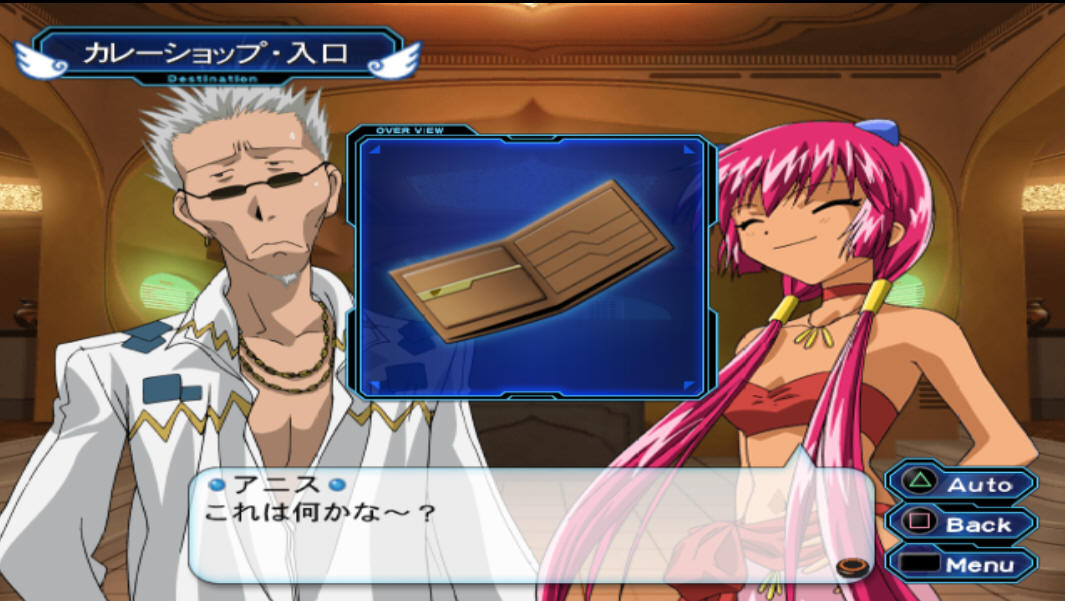 カレーショップ・入口
Destination
OVER VIEW
アニス
これは何かな～？
Auto
Back
Menu